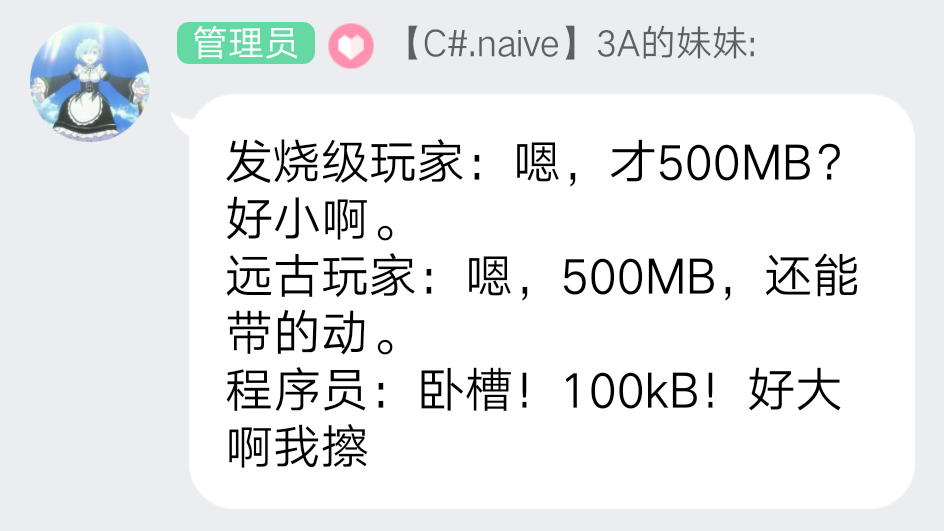 管理员 【C#.naive】3A的妹妹:
发烧级玩家：嗯，才500MB？
好小啊。
远古玩家：嗯，500MB，还能
带的动。
程序员：卧槽！100kB！好大
啊我擦